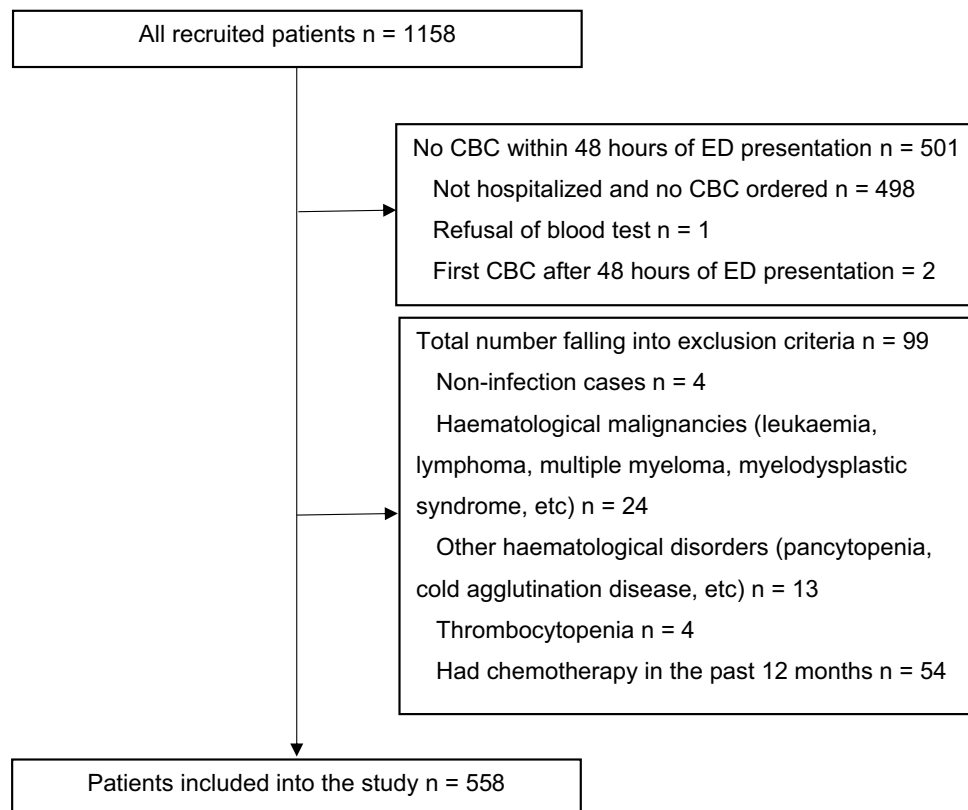 All recruited patients n = 1158
No CBC within 48 hours of ED presentation n = 501
Not hospitalized and no CBC ordered n = 498
Refusal of blood test n = 1
First CBC after 48 hours of ED presentation = 2
Total number falling into exclusion criteria n = 99
Non-infection cases n = 4
Haematological malignancies (leukaemia,
lymphoma, multiple myeloma, myelodysplastic
syndrome, etc) n = 24
Other haematological disorders (pancytopenia,
cold agglutination disease, etc) n = 13
Thrombocytopenia n = 4
Had chemotherapy in the past 12 months n = 54
Patients included into the study n = 558